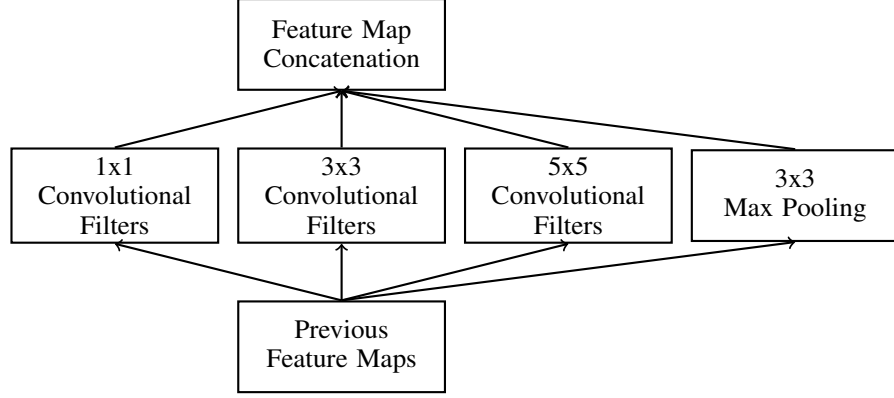 Feature Map
Concatenation
1x1
Convolutional
Filters
3x3
Convolutional
Filters
5x5
Convolutional
Filters
3x3
Max Pooling
Previous
Feature Maps